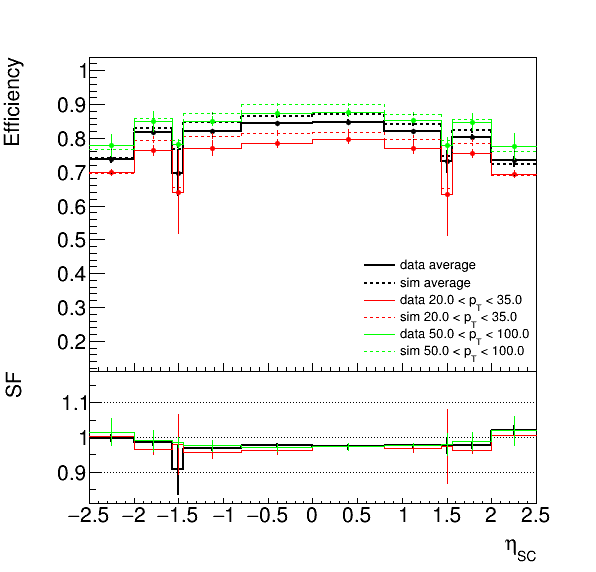 Efficiency
1
0.9
0.8
0.7
0.6
0.5
0.4
0.3
0.2
data average
sim average
data 20.0 < p_T < 35.0
sim 20.0 < p_T < 35.0
data 50.0 < p_T < 100.0
sim 50.0 < p_T < 100.0
SF
1.1
1
0.9
−2.5 −2 −1.5 −1 −0.5 0 0.5 1 1.5 2 2.5
η_SC